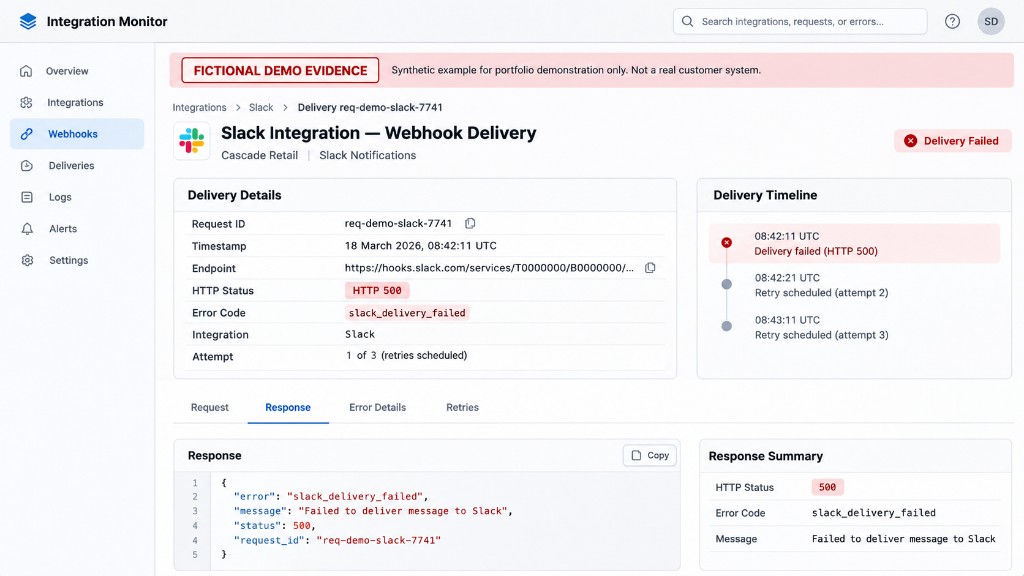 Integration Monitor
Search integrations, requests, or errors...
SD
Overview
Integrations
Webhooks
Deliveries
Logs
Alerts
Settings
FICTIONAL DEMO EVIDENCE
Synthetic example for portfolio demonstration only. Not a real customer system.
Integrations > Slack > Delivery req-demo-slack-7741
Slack Integration — Webhook Delivery
Cascade Retail | Slack Notifications
Delivery Failed
Delivery Details
Request ID req-demo-slack-7741
Timestamp 18 March 2026, 08:42:11 UTC
Endpoint https://hooks.slack.com/services/T0000000/B0000000/...
HTTP Status HTTP 500
Error Code slack_delivery_failed
Integration Slack
Attempt 1 of 3 (retries scheduled)
Delivery Timeline
08:42:11 UTC
Delivery failed (HTTP 500)
08:42:21 UTC
Retry scheduled (attempt 2)
08:43:11 UTC
Retry scheduled (attempt 3)
Request Response Error Details Retries
Response
Copy
1 {
2 "error": "slack_delivery_failed",
3 "message": "Failed to deliver message to Slack",
4 "status": 500,
4 "request_id": "req-demo-slack-7741"
5 }
Response Summary
HTTP Status 500
Error Code slack_delivery_failed
Message Failed to deliver message to Slack